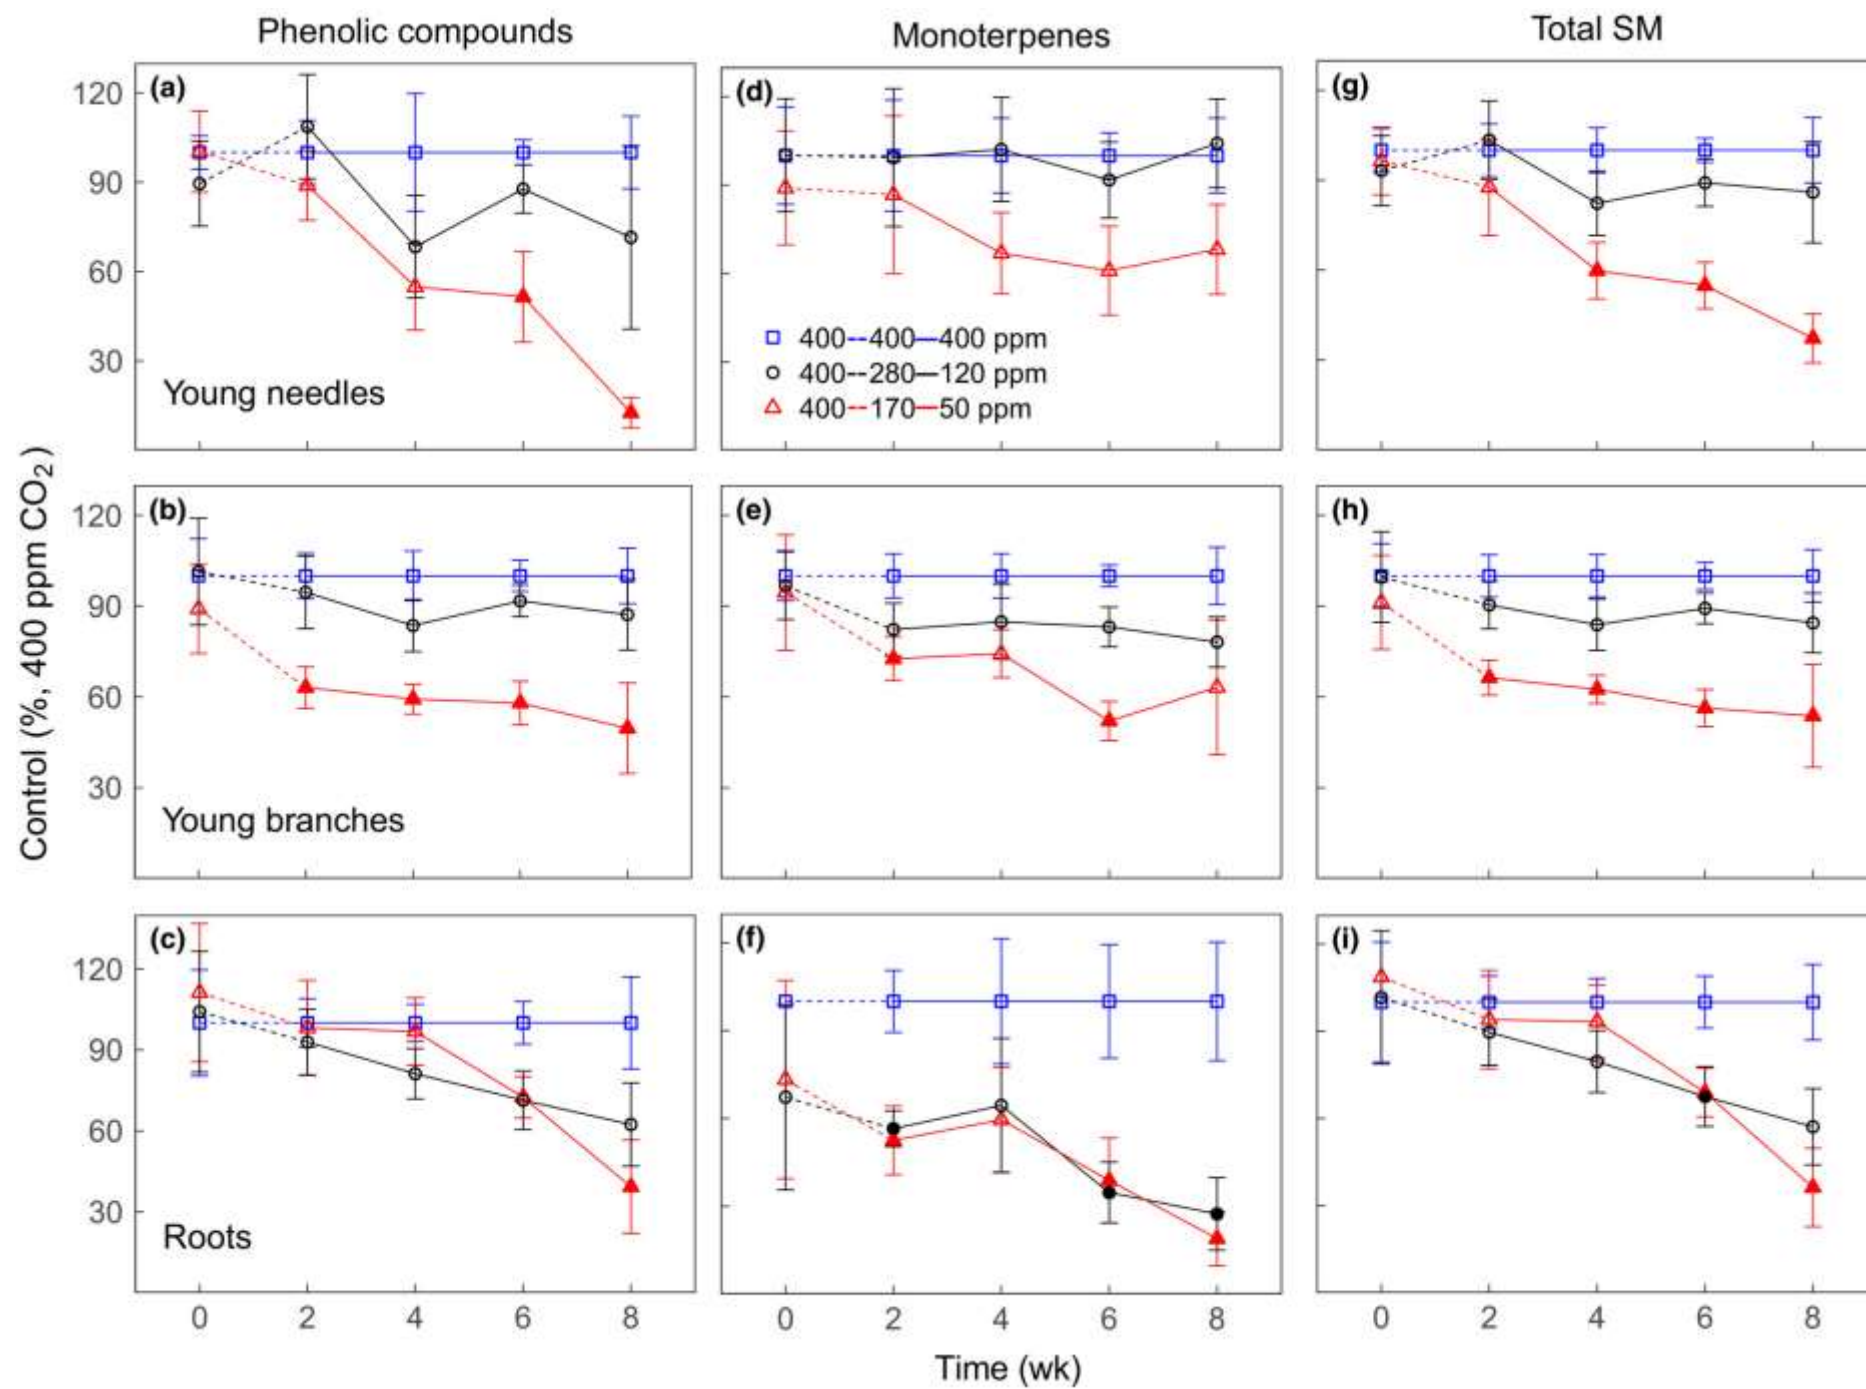 Phenolic compounds
Monoterpenes
Total SM
(a)
(d)
(g)
120
90
60
30
Young needles
400--400—400 ppm
400--280—120 ppm
400--170—50 ppm
Control (%, 400 ppm CO₂)
(b)
(e)
(h)
120
90
60
30
Young branches
(c)
(f)
(i)
120
90
60
30
Roots
0 2 4 6 8
0 2 4 6 8
0 2 4 6 8
Time (wk)